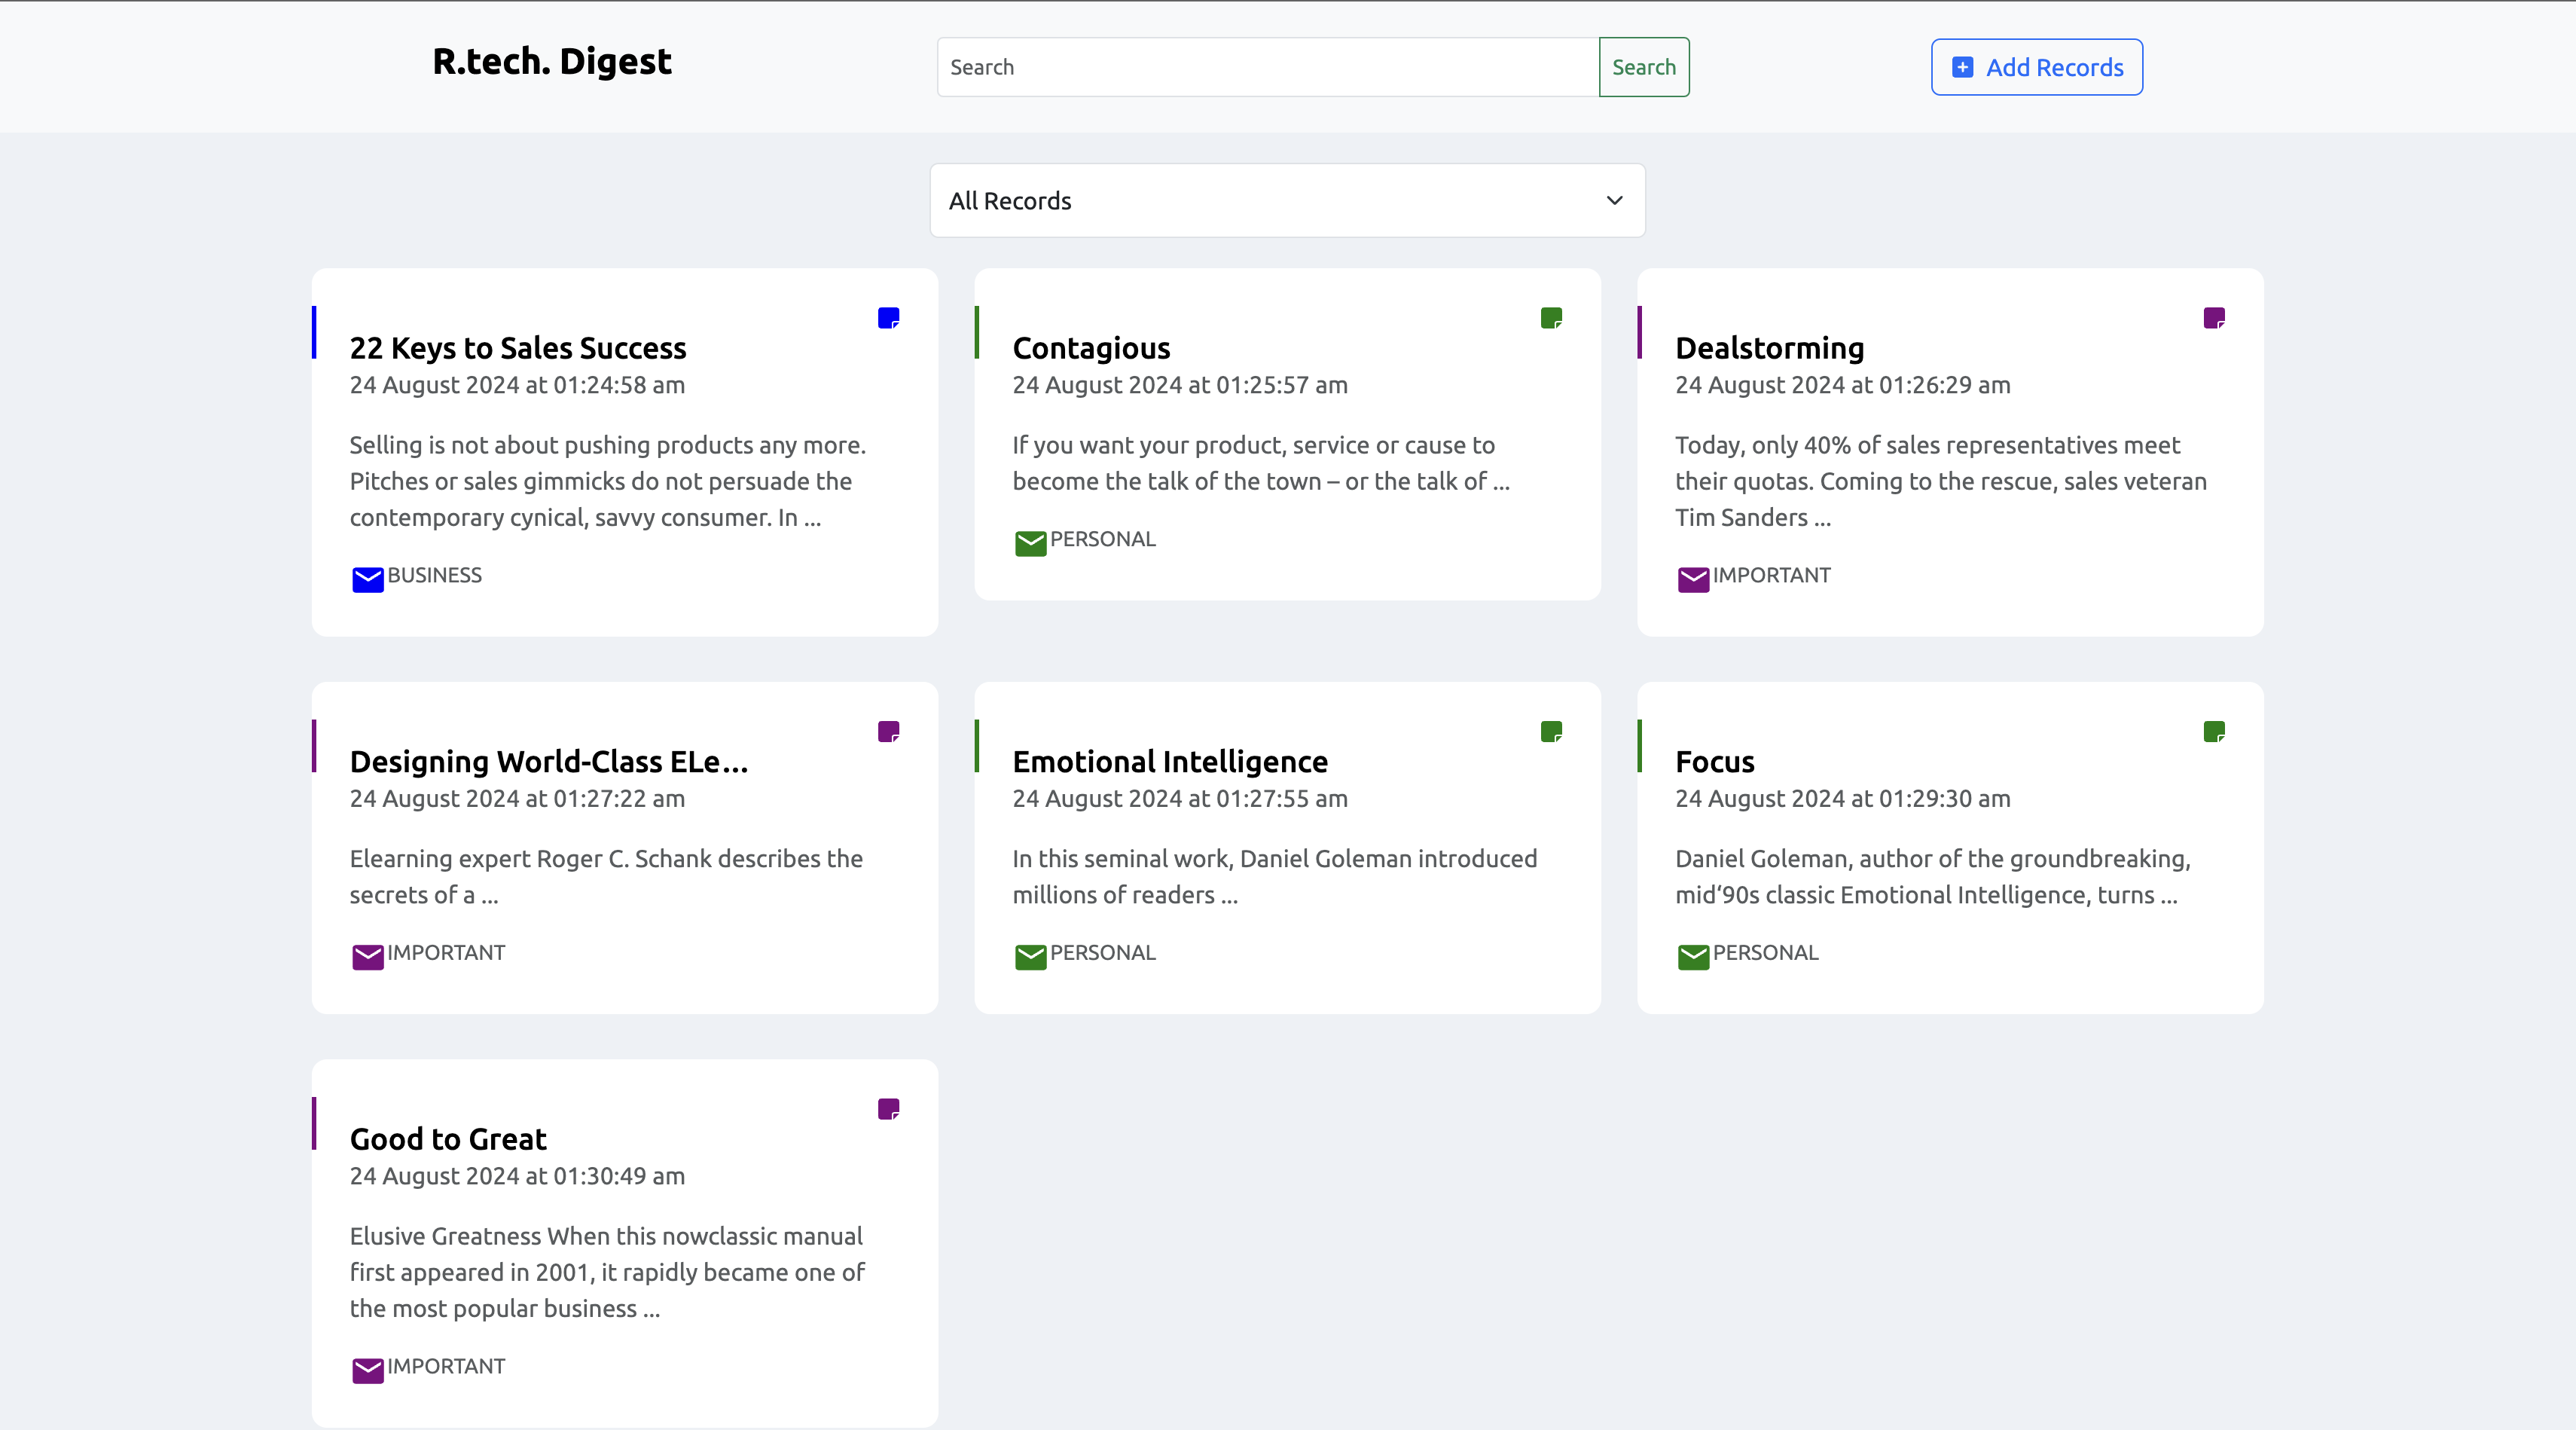 R.tech. Digest
Search
Search
Add Records
All Records
22 Keys to Sales Success
24 August 2024 at 01:24:58 am
Selling is not about pushing products any more.
Pitches or sales gimmicks do not persuade the
contemporary cynical, savvy consumer. In ...
BUSINESS
Contagious
24 August 2024 at 01:25:57 am
If you want your product, service or cause to
become the talk of the town – or the talk of ...
PERSONAL
Dealstorming
24 August 2024 at 01:26:29 am
Today, only 40% of sales representatives meet
their quotas. Coming to the rescue, sales veteran
Tim Sanders ...
IMPORTANT
Designing World-Class ELe...
24 August 2024 at 01:27:22 am
Elearning expert Roger C. Schank describes the
secrets of a ...
IMPORTANT
Emotional Intelligence
24 August 2024 at 01:27:55 am
In this seminal work, Daniel Goleman introduced
millions of readers ...
PERSONAL
Focus
24 August 2024 at 01:29:30 am
Daniel Goleman, author of the groundbreaking,
mid‘90s classic Emotional Intelligence, turns ...
PERSONAL
Good to Great
24 August 2024 at 01:30:49 am
Elusive Greatness When this nowclassic manual
first appeared in 2001, it rapidly became one of
the most popular business ...
IMPORTANT